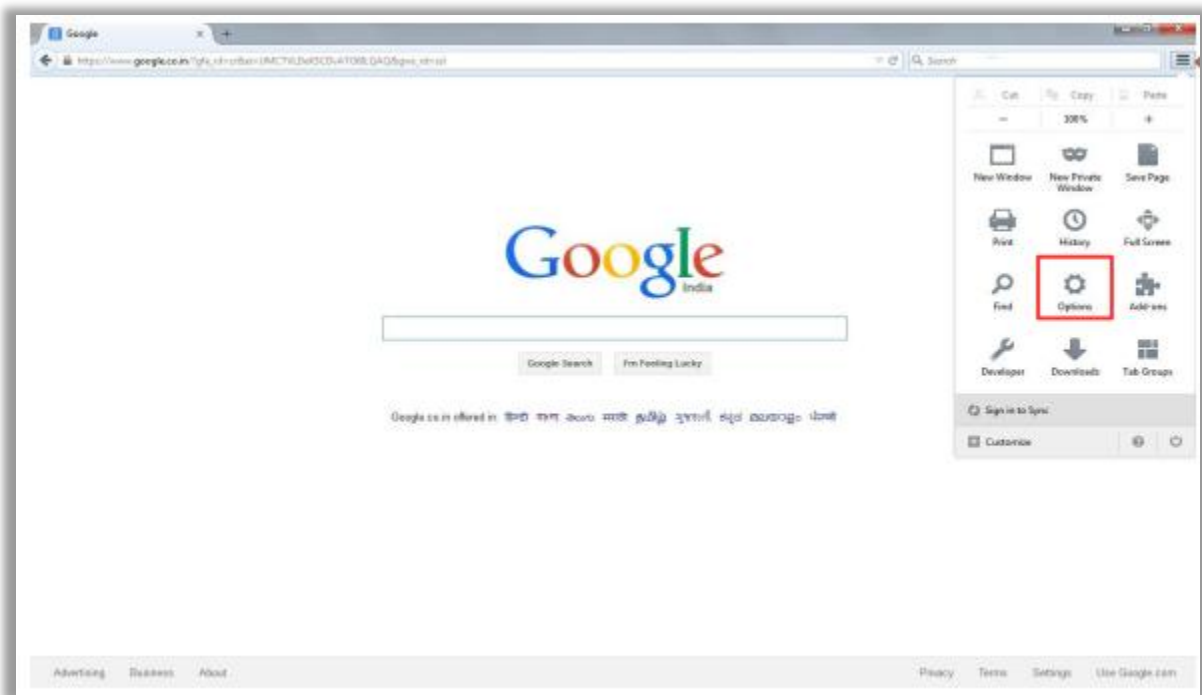 Google
Search
Cut Copy Paste
100%
New Window New Private Window Save Page
Print History Full Screen
Find Options Add-ons
Developer Downloads Tab Groups
Sign in to Sync
Customize
Google
India
Google Search I'm Feeling Lucky
Google.co.in offered in: हिन्दी বাংলা తెలుగు मराठी தமிழ் ગુજરાતી ಕನ್ನಡ മലയാളം ਪੰਜਾਬੀ
Advertising Business About Privacy Terms Settings Use Google.com